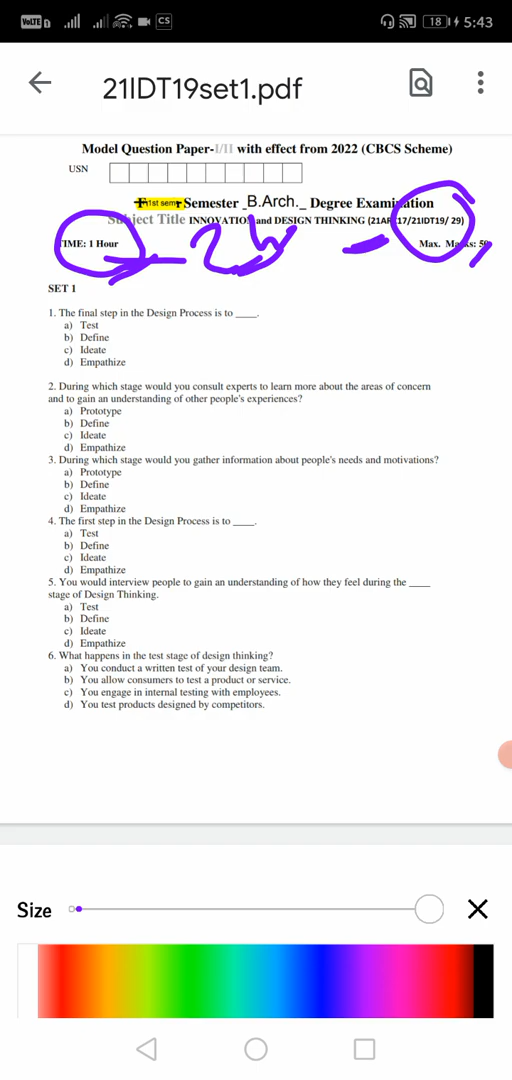 VoLTE D CS 18 5:43
21IDT19set1.pdf
Model Question Paper-I/II with effect from 2022 (CBCS Scheme)
USN
1st sem Semester B.Arch._ Degree Examination
Subject Title INNOVATION and DESIGN THINKING (21AR 17/21IDT19/ 29)
TIME: 1 Hour Max. Marks: 50
SET 1
1. The final step in the Design Process is to ____.
a) Test
b) Define
c) Ideate
d) Empathize
2. During which stage would you consult experts to learn more about the areas of concern
and to gain an understanding of other people's experiences?
a) Prototype
b) Define
c) Ideate
d) Empathize
3. During which stage would you gather information about people's needs and motivations?
a) Prototype
b) Define
c) Ideate
d) Empathize
4. The first step in the Design Process is to ____.
a) Test
b) Define
c) Ideate
d) Empathize
5. You would interview people to gain an understanding of how they feel during the ____
stage of Design Thinking.
a) Test
b) Define
c) Ideate
d) Empathize
6. What happens in the test stage of design thinking?
a) You conduct a written test of your design team.
b) You allow consumers to test a product or service.
c) You engage in internal testing with employees.
d) You test products designed by competitors.
Size